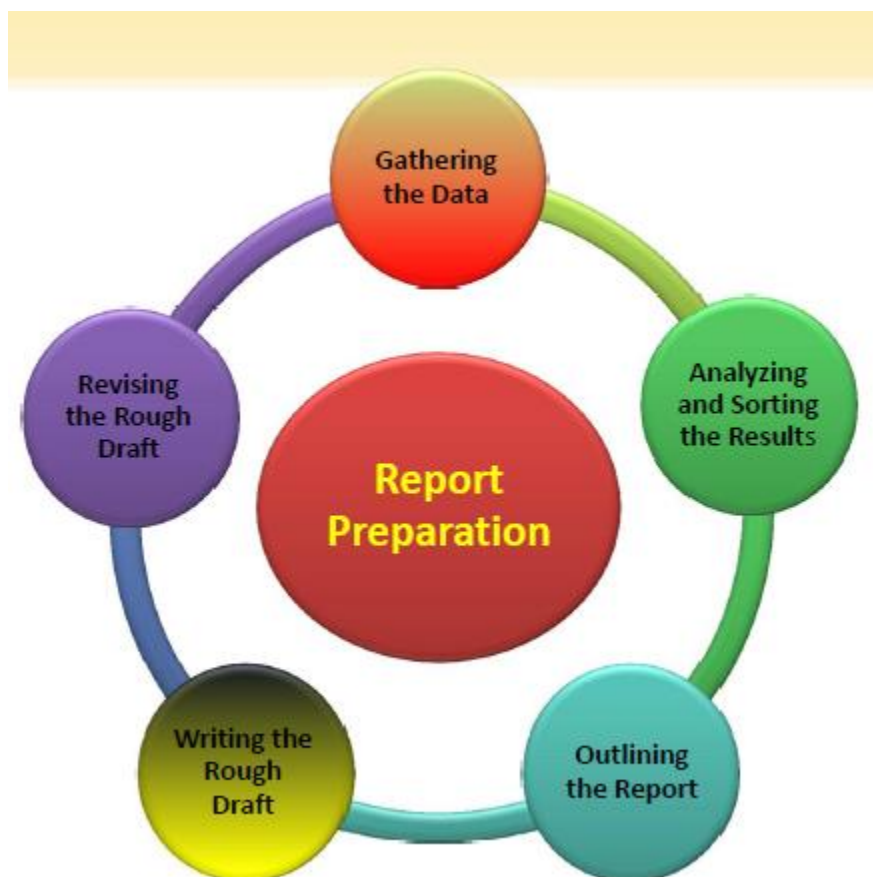 Gathering
the Data
Analyzing
and Sorting
the Results
Outlining
the Report
Writing the
Rough
Draft
Revising
the Rough
Draft
Report
Preparation